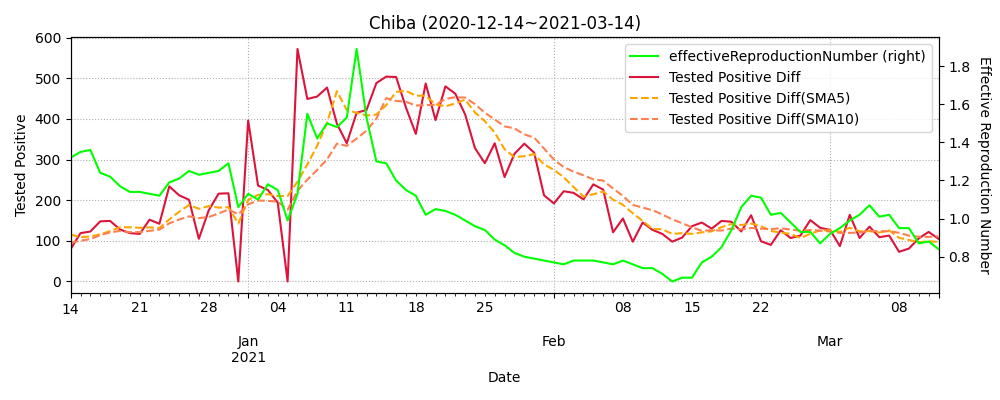 Chiba (2020-12-14~2021-03-14)
effectiveReproductionNumber (right)
Tested Positive Diff
Tested Positive Diff(SMA5)
Tested Positive Diff(SMA10)
Tested Positive
600
500
400
300
200
100
0
Effective Reproduction Number
1.8
1.6
1.4
1.2
1.0
0.8
14 21 28 04 11 18 25 08 15 22 08
Jan Feb Mar
2021
Date